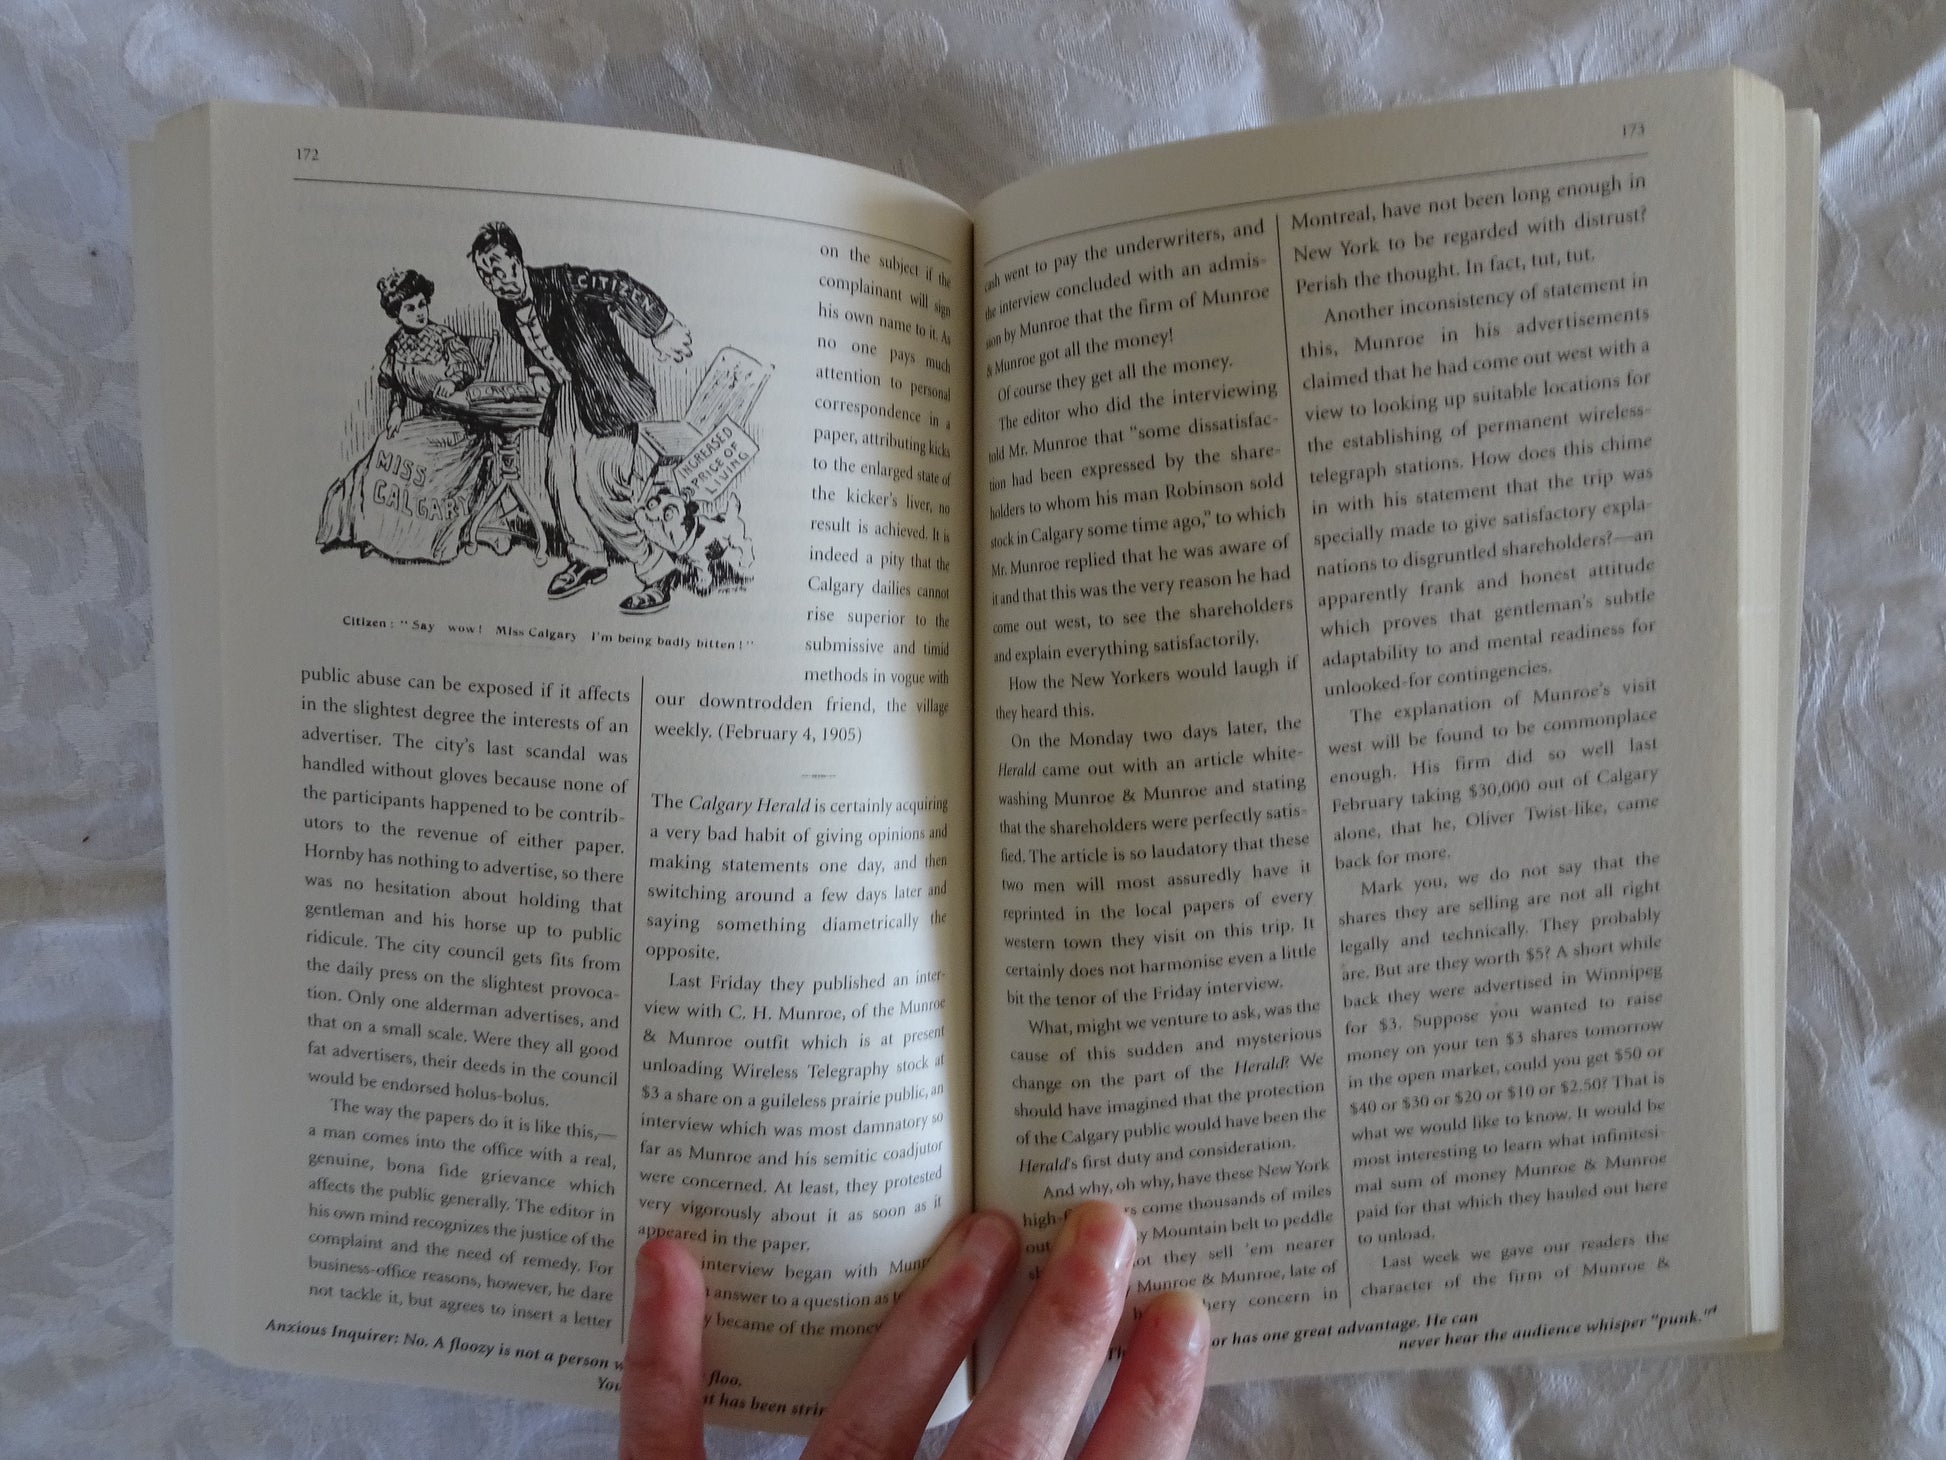 172
CITIZEN
MISS
CALGARY
INCREASED
PRICE OF
LIVING
Citizen: "Say wow! Miss Calgary I'm being badly bitten!"
public abuse can be exposed if it affects
in the slightest degree the interests of an
advertiser. The city's last scandal was
handled without gloves because none of
the participants happened to be contrib-
utors to the revenue of either paper.
Hornby has nothing to advertise, so there
was no hesitation about holding that
gentleman and his horse up to public
ridicule. The city council gets fits from
the daily press on the slightest provoca-
tion. Only one alderman advertises, and
that on a small scale. Were they all good
fat advertisers, their deeds in the council
would be endorsed holus-bolus.
The way the papers do it is like this,—
a man comes into the office with a real,
genuine, bona fide grievance which
affects the public generally. The editor in
his own mind recognizes the justice of the
complaint and the need of remedy. For
business-office reasons, however, he dare
not tackle it, but agrees to insert a letter
on the subject if the
complainant will sign
his own name to it. As
no one pays much
attention to personal
correspondence in a
paper, attributing kicks
to the enlarged state of
the kicker's liver, no
result is achieved. It is
indeed a pity that the
Calgary dailies cannot
rise superior to the
submissive and timid
methods in vogue with
our downtrodden friend, the village
weekly. (February 4, 1905)
The Calgary Herald is certainly acquiring
a very bad habit of giving opinions and
making statements one day, and then
switching around a few days later and
saying something diametrically the
opposite.
Last Friday they published an inter-
view with C. H. Munroe, of the Munroe
& Munroe outfit which is at present
unloading Wireless Telegraphy stock at
$3 a share on a guileless prairie public, an
interview which was most damnatory so
far as Munroe and his semitic coadjutor
were concerned. At least, they protested
very vigorously about it as soon as it
appeared in the paper.
interview began with
answer to a question as
became of the money
Anxious Inquirer: No. A floozy is not a person
floo.
has been
173
cash went to pay the underwriters, and
the interview concluded with an admis-
sion by Munroe that the firm of Munroe
& Munroe got all the money!
Of course they get all the money.
The editor who did the interviewing
told Mr. Munroe that "some dissatisfac-
tion had been expressed by the share-
holders to whom his man Robinson sold
stock in Calgary some time ago," to which
Mr. Munroe replied that he was aware of
it and that this was the very reason he had
come out west, to see the shareholders
and explain everything satisfactorily.
How the New Yorkers would laugh if
they heard this.
On the Monday two days later, the
Herald came out with an article white-
washing Munroe & Munroe and stating
that the shareholders were perfectly satis-
fied. The article is so laudatory that these
two men will most assuredly have it
reprinted in the local papers of every
western town they visit on this trip. It
certainly does not harmonise even a little
bit the tenor of the Friday interview.
What, might we venture to ask, was the
cause of this sudden and mysterious
change on the part of the Herald? We
should have imagined that the protection
of the Calgary public would have been the
Herald's first duty and consideration.
And why, oh why, have these New York
come thousands of miles
out Mountain belt to peddle
they sell 'em nearer
Munroe & Munroe, late of
concern in
Montreal, have not been long enough in
New York to be regarded with distrust?
Perish the thought. In fact, tut, tut.
Another inconsistency of statement in
this, Munroe in his advertisements
claimed that he had come out west with a
view to looking up suitable locations for
the establishing of permanent wireless-
telegraph stations. How does this chime
in with his statement that the trip was
specially made to give satisfactory expla-
nations to disgruntled shareholders?—an
apparently frank and honest attitude
which proves that gentleman's subtle
adaptability to and mental readiness for
unlooked-for contingencies.
The explanation of Munroe's visit
west will be found to be commonplace
enough. His firm did so well last
February taking $30,000 out of Calgary
alone, that he, Oliver Twist-like, came
back for more.
Mark you, we do not say that the
shares they are selling are not all right
legally and technically. They probably
are. But are they worth $5? A short while
back they were advertised in Winnipeg
for $3. Suppose you wanted to raise
money on your ten $3 shares tomorrow
in the open market, could you get $50 or
$40 or $30 or $20 or $10 or $2.50? That is
what we would like to know. It would be
most interesting to learn what infinitesi-
mal sum of money Munroe & Munroe
paid for that which they hauled out here
to unload.
Last week we gave our readers the
character of the firm of Munroe &
or has one great advantage. He can
never hear the audience whisper "punk."